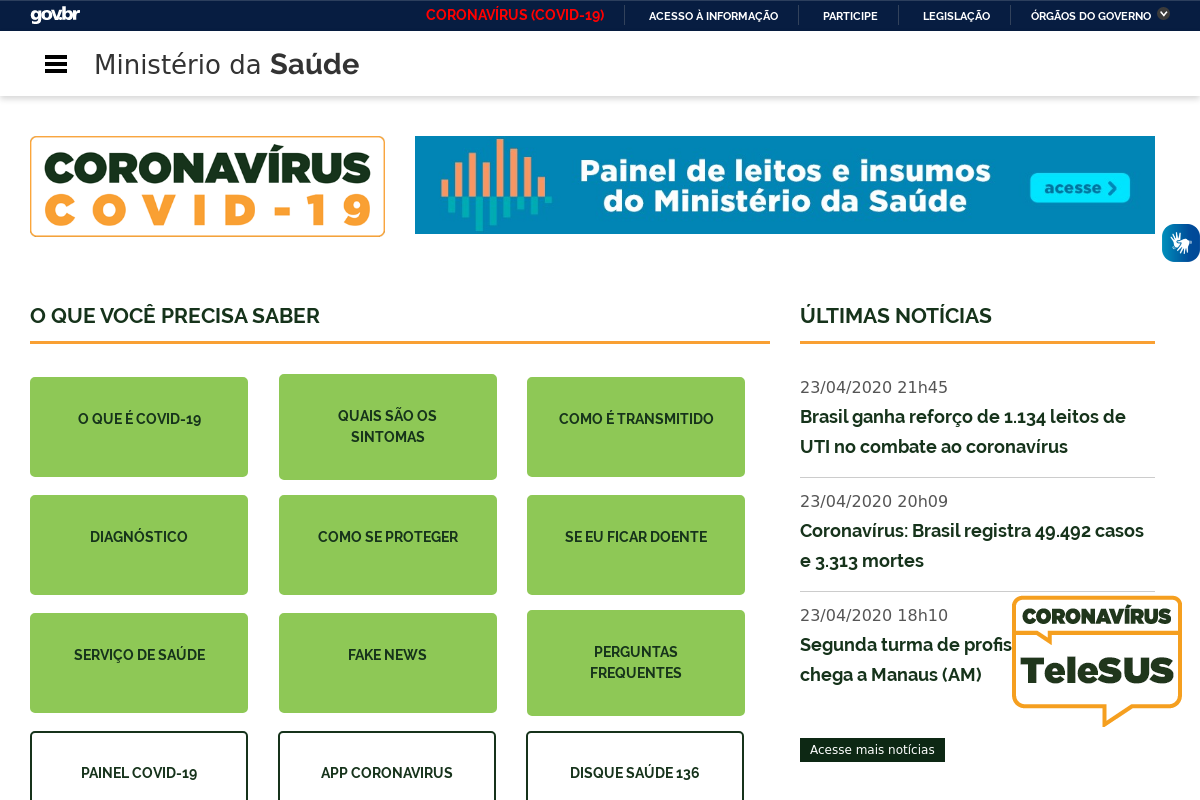 gov.br
CORONAVÍRUS (COVID-19)
ACESSO À INFORMAÇÃO
PARTICIPE
LEGISLAÇÃO
ÓRGÃOS DO GOVERNO
Ministério da Saúde
CORONAVÍRUS
COVID-19
Painel de leitos e insumos
do Ministério da Saúde
acesse
O QUE VOCÊ PRECISA SABER
O QUE É COVID-19
QUAIS SÃO OS
SINTOMAS
COMO É TRANSMITIDO
DIAGNÓSTICO
COMO SE PROTEGER
SE EU FICAR DOENTE
SERVIÇO DE SAÚDE
FAKE NEWS
PERGUNTAS
FREQUENTES
PAINEL COVID-19
APP CORONAVIRUS
DISQUE SAÚDE 136
ÚLTIMAS NOTÍCIAS
23/04/2020 21h45
Brasil ganha reforço de 1.134 leitos de
UTI no combate ao coronavírus
23/04/2020 20h09
Coronavírus: Brasil registra 49.492 casos
e 3.313 mortes
23/04/2020 18h10
Segunda turma de profis
chega a Manaus (AM)
CORONAVÍRUS
TeleSUS
Acesse mais notícias